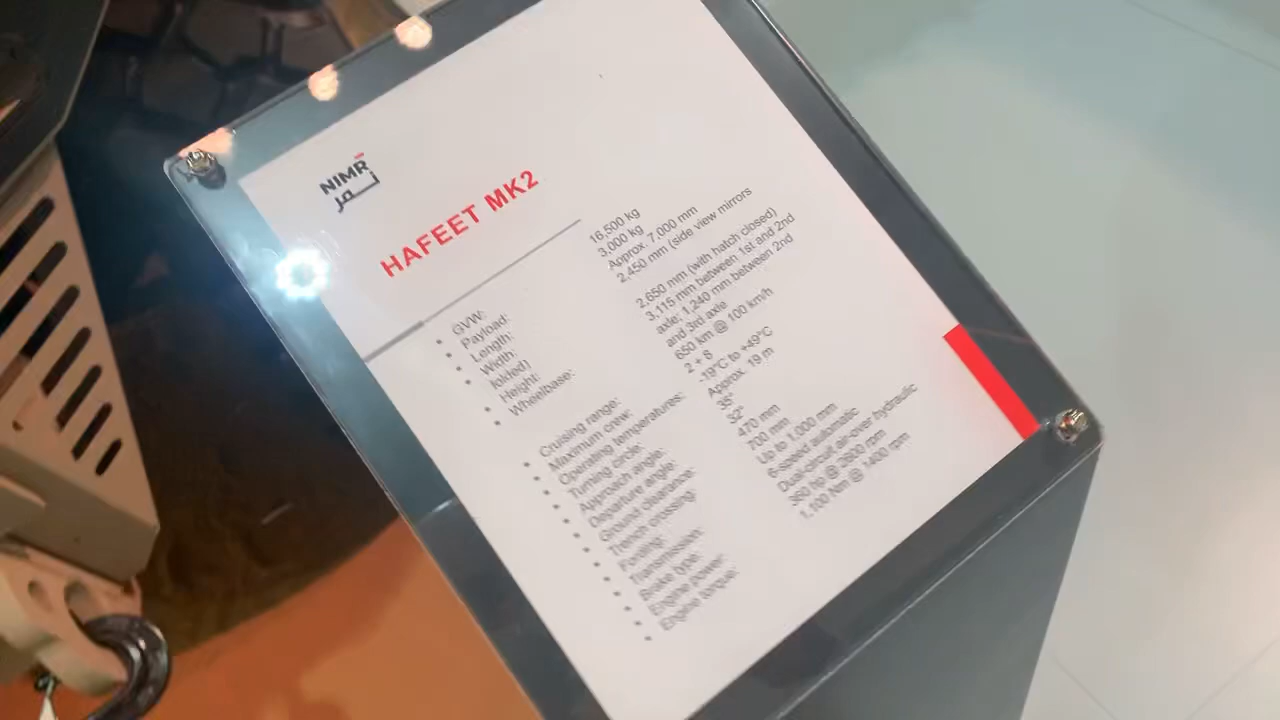 NIMR
نمر
HAFEET MK2
• GVW: 16,500 kg
• Payload: 3,000 kg
• Length: Approx. 7,000 mm
• Width: 2,450 mm (side view mirrors
folded)
• Height: 2,650 mm (with hatch closed)
• Wheelbase: 3,115 mm between 1st and 2nd
axle; 1,240 mm between 2nd
and 3rd axle
• Cruising range: 650 km @ 100 km/h
• Maximum crew: 2 + 8
• Operating temperatures: -19°C to +49°C
• Turning circle: Approx. 19 m
• Approach angle: 35°
• Departure angle: 52°
• Ground clearance: 470 mm
• Trench crossing: 700 mm
• Fording: Up to 1,000 mm
• Transmission: 6-speed automatic
• Brake type: Dual-circuit air-over hydraulic
• Engine power: 360 hp @ 2600 rpm
• Engine torque: 1,100 Nm @ 1400 rpm